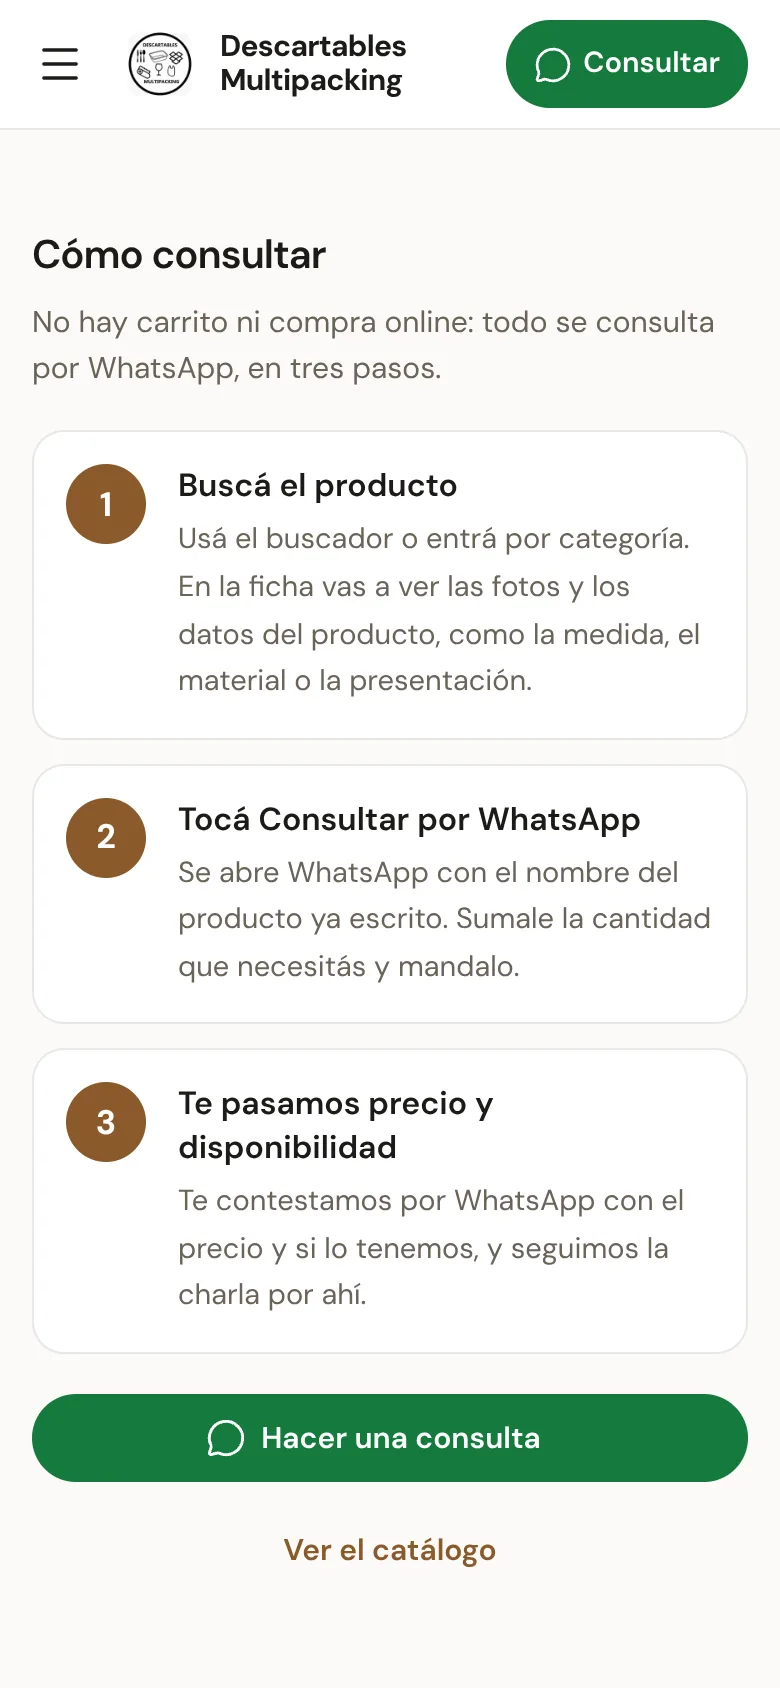 DESCARTABLES
MULTIPACKING
Descartables
Multipacking
Consultar
Cómo consultar
No hay carrito ni compra online: todo se consulta
por WhatsApp, en tres pasos.
1
Buscá el producto
Usá el buscador o entrá por categoría.
En la ficha vas a ver las fotos y los
datos del producto, como la medida, el
material o la presentación.
2
Tocá Consultar por WhatsApp
Se abre WhatsApp con el nombre del
producto ya escrito. Sumale la cantidad
que necesitás y mandalo.
3
Te pasamos precio y
disponibilidad
Te contestamos por WhatsApp con el
precio y si lo tenemos, y seguimos la
charla por ahí.
Hacer una consulta
Ver el catálogo